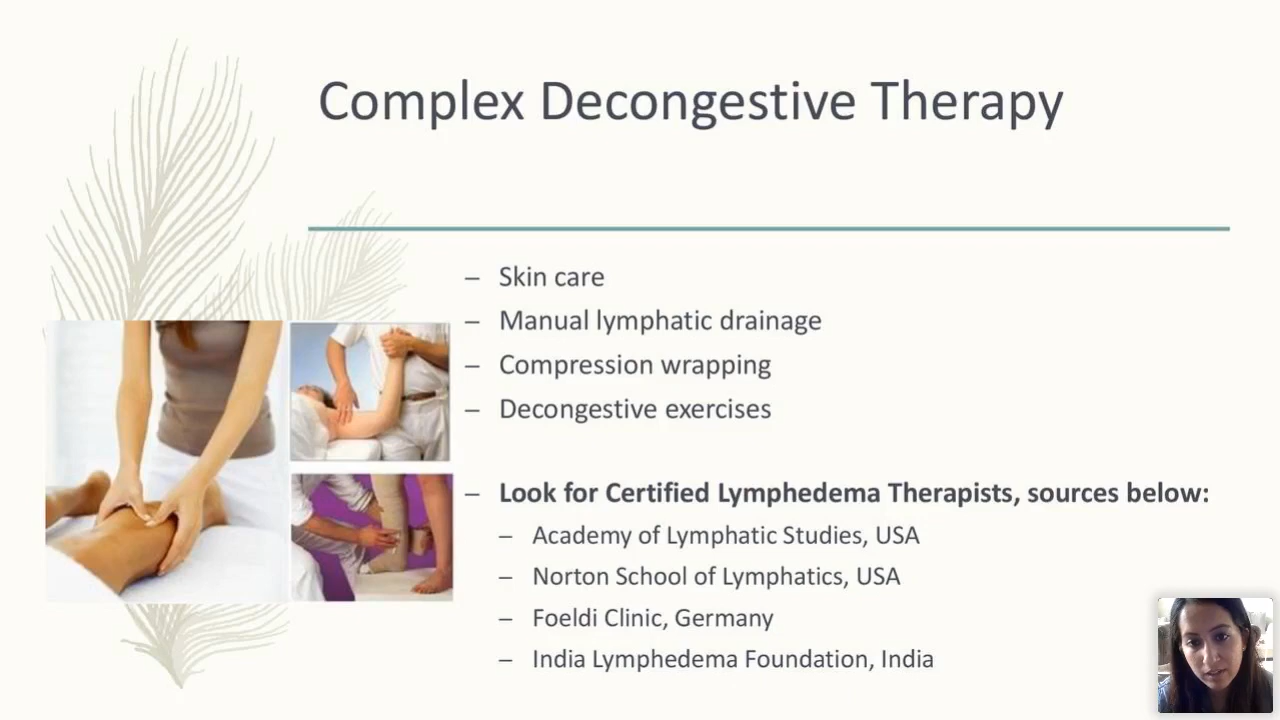 Complex Decongestive Therapy
– Skin care
– Manual lymphatic drainage
– Compression wrapping
– Decongestive exercises
– Look for Certified Lymphedema Therapists, sources below:
– Academy of Lymphatic Studies, USA
– Norton School of Lymphatics, USA
– Foeldi Clinic, Germany
– India Lymphedema Foundation, India